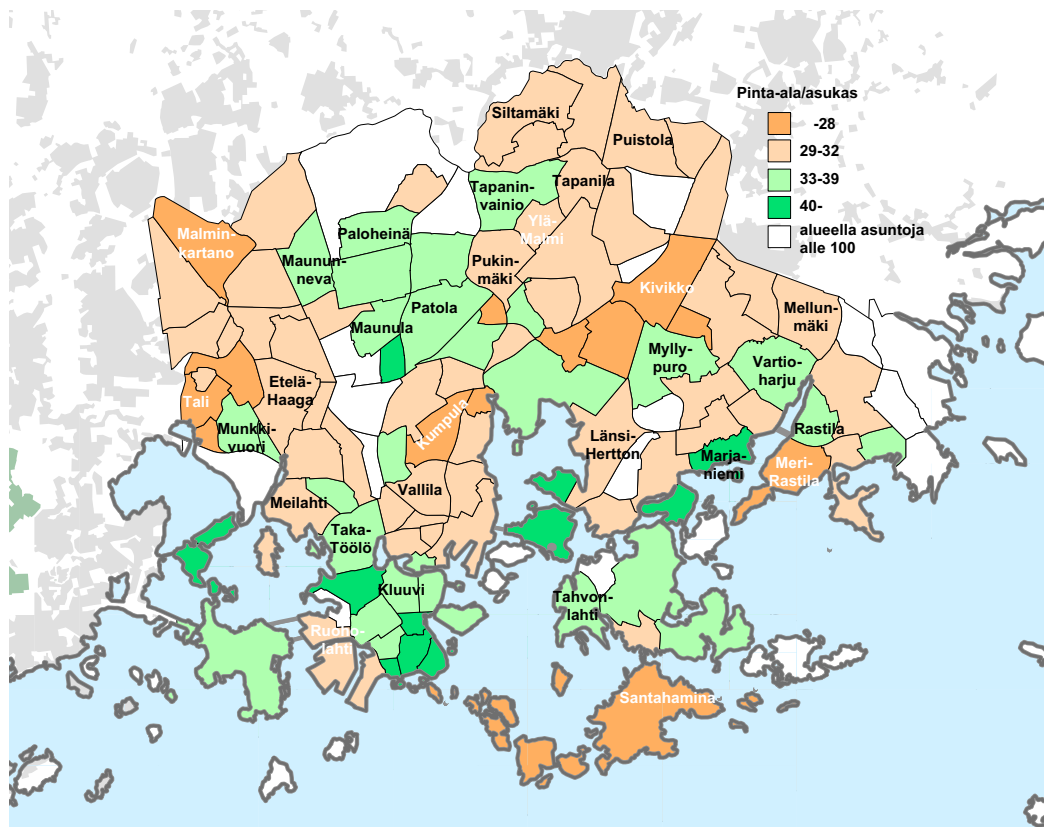 Pinta-ala/asukas
-28
29-32
33-39
40-
alueella asuntoja
alle 100
Siltamäki
Puistola
Tapanin-
vainio
Tapanila
Ylä-
Malmi
Malmin-
kartano
Paloheinä
Maunun-
neva
Pukin-
mäki
Kivikko
Mellun-
mäki
Patola
Maunula
Mylly-
puro
Vartio-
harju
Etelä-
Haaga
Tali
Munkki-
vuori
Kumpula
Länsi-
Hertton
Rastila
Marja-
niemi
Meri-
Rastila
Vallila
Meilahti
Taka-
Töölö
Kluuvi
Tahvon-
lahti
Ruoho-
lahti
Santahamina